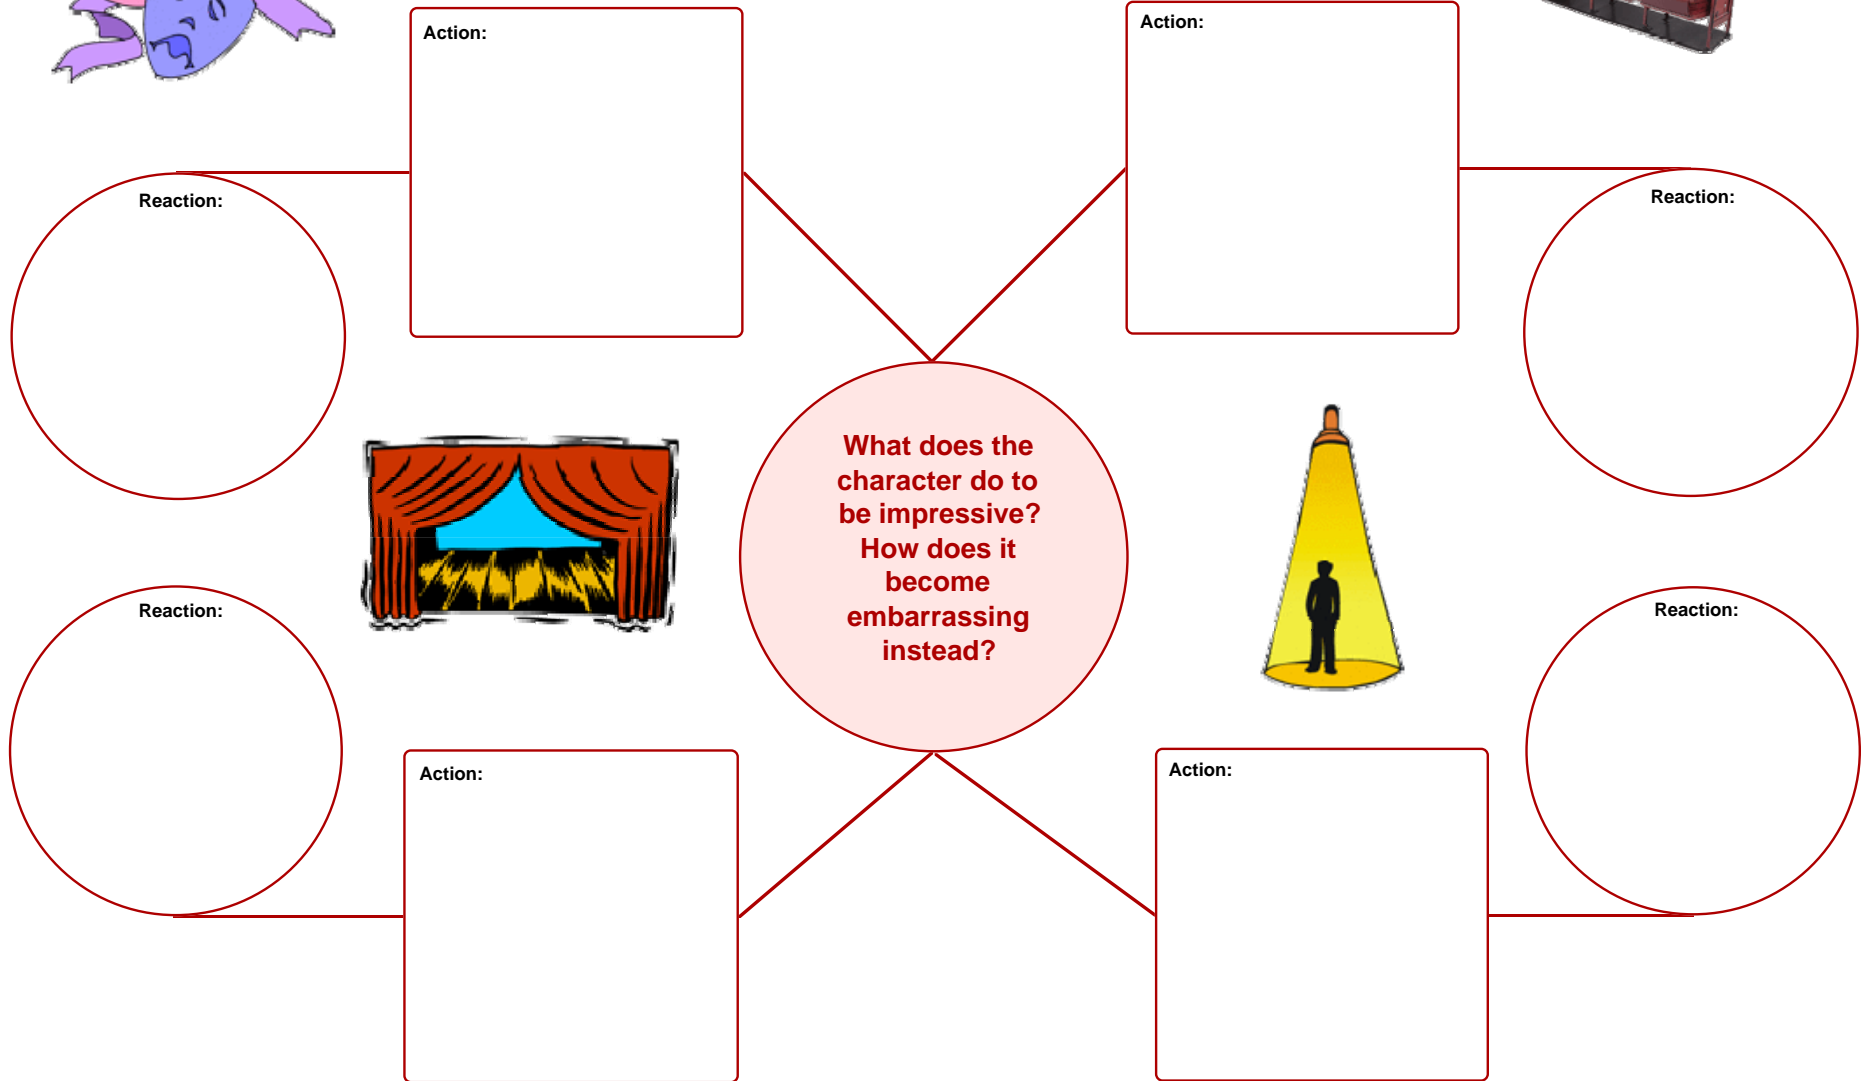 Action:
Action:
Reaction:
Reaction:
What does the
character do to
be impressive?
How does it
become
embarrassing
instead?
Reaction:
Reaction:
Action:
Action: